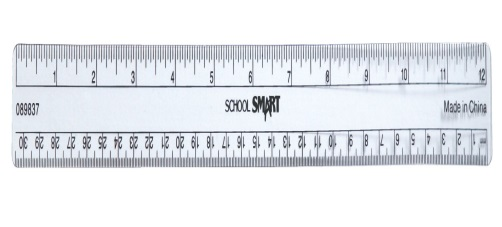 1 2 3 4 5 6 7 8 9 10 11 12
089837 SCHOOL SMART Made in China
30 29 28 27 26 25 24 23 22 21 20 19 18 17 16 15 14 13 12 11 10 9 8 7 6 5 4 3 2 1